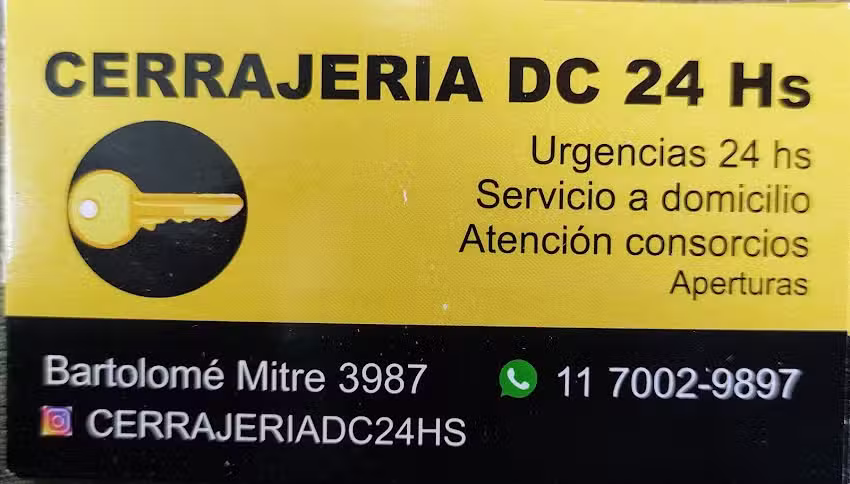 CERRAJERIA DC 24 Hs
Urgencias 24 hs
Servicio a domicilio
Atención consorcios
Aperturas
Bartolomé Mitre 3987
11 7002-9897
CERRAJERIADC24HS